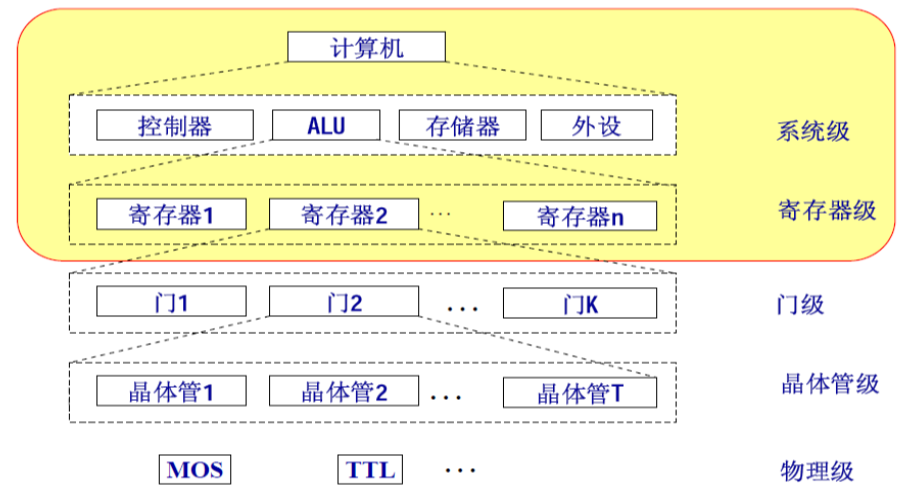 计算机
控制器 ALU 存储器 外设 系统级
寄存器1 寄存器2 … 寄存器n 寄存器级
门1 门2 … 门K 门级
晶体管1 晶体管2 … 晶体管T 晶体管级
MOS TTL … 物理级